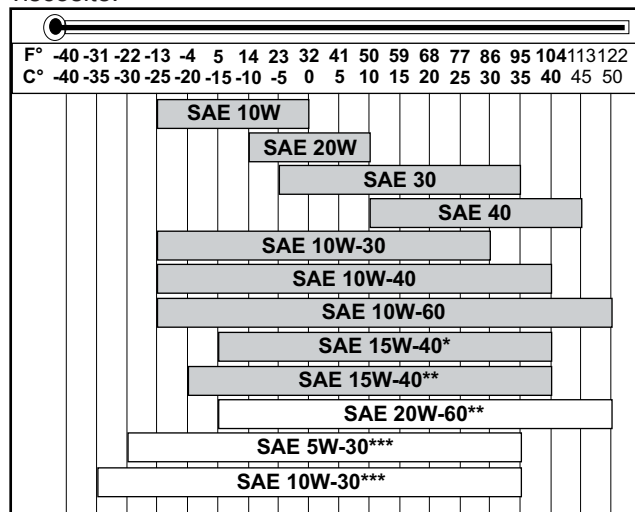 F° -40 -31 -22 -13 -4 5 14 23 32 41 50 59 68 77 86 95 104 113 122
C° -40 -35 -30 -25 -20 -15 -10 -5 0 5 10 15 20 25 30 35 40 45 50
SAE 10W
SAE 20W
SAE 30
SAE 40
SAE 10W-30
SAE 10W-40
SAE 10W-60
SAE 15W-40*
SAE 15W-40**
SAE 20W-60**
SAE 5W-30***
SAE 10W-30***